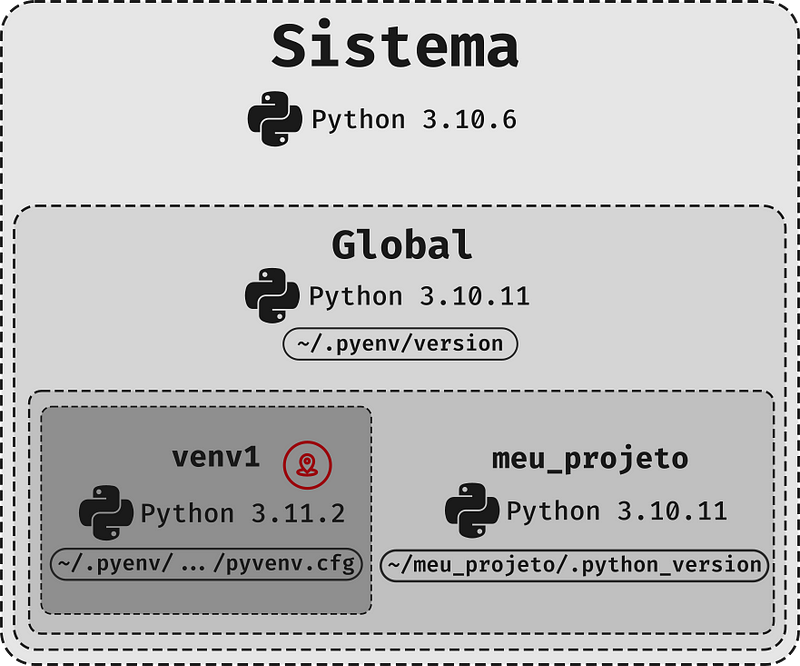 Sistema
Python 3.10.6
Global
Python 3.10.11
~/.pyenv/version
venv1
Python 3.11.2
~/.pyenv/ ... /pyvenv.cfg
meu_projeto
Python 3.10.11
~/meu_projeto/.python_version